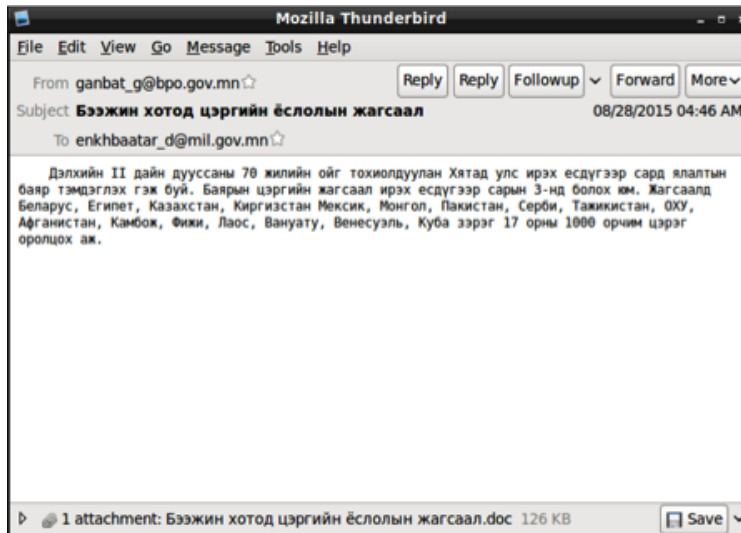 Mozilla Thunderbird
File Edit View Go Message Tools Help
From ganbat_g@bpo.gov.mn
Reply Reply Followup Forward More
Subject Бээжин хотод цэргийн ёслолын жагсаал 08/28/2015 04:46 AM
To enkhbaatar_d@mil.gov.mn
Дэлхийн II дайн дууссаны 70 жилийн ойг тохиолдуулан Хятад улс ирэх есдүгээр сард ялалтын
баяр тэмдэглэх гэж буй. Баярын цэргийн жагсаал ирэх есдүгээр сарын 3-нд болох юм. Жагсаалд
Беларус, Египет, Казахстан, Киргизстан Мексик, Монгол, Пакистан, Серби, Тажикистан, ОХУ,
Афганистан, Камбож, Фижи, Лаос, Вануату, Венесуэль, Куба зэрэг 17 орны 1000 орчим цэрэг
оролцох аж.
1 attachment: Бээжин хотод цэргийн ёслолын жагсаал.doc 126 KB Save